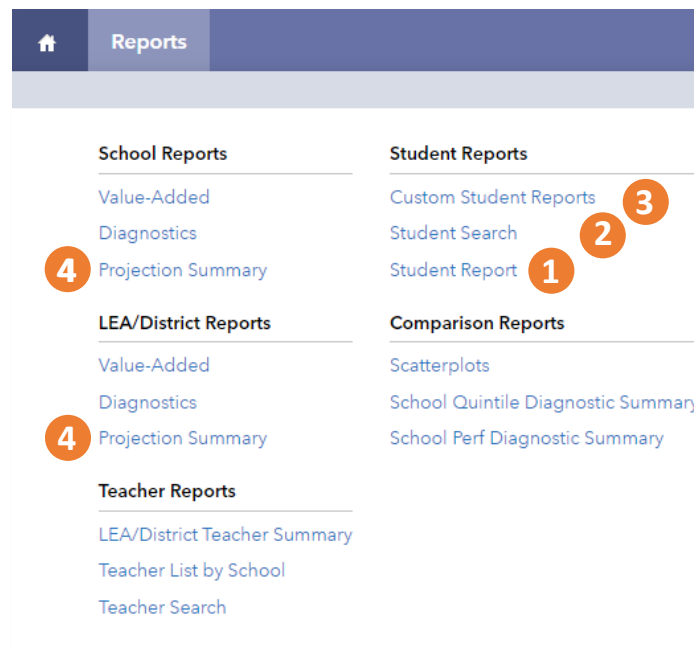 Reports
School Reports
Value-Added
Diagnostics
4 Projection Summary
LEA/District Reports
Value-Added
Diagnostics
4 Projection Summary
Teacher Reports
LEA/District Teacher Summary
Teacher List by School
Teacher Search
Student Reports
Custom Student Reports 3
Student Search 2
Student Report 1
Comparison Reports
Scatterplots
School Quintile Diagnostic Summary
School Perf Diagnostic Summary